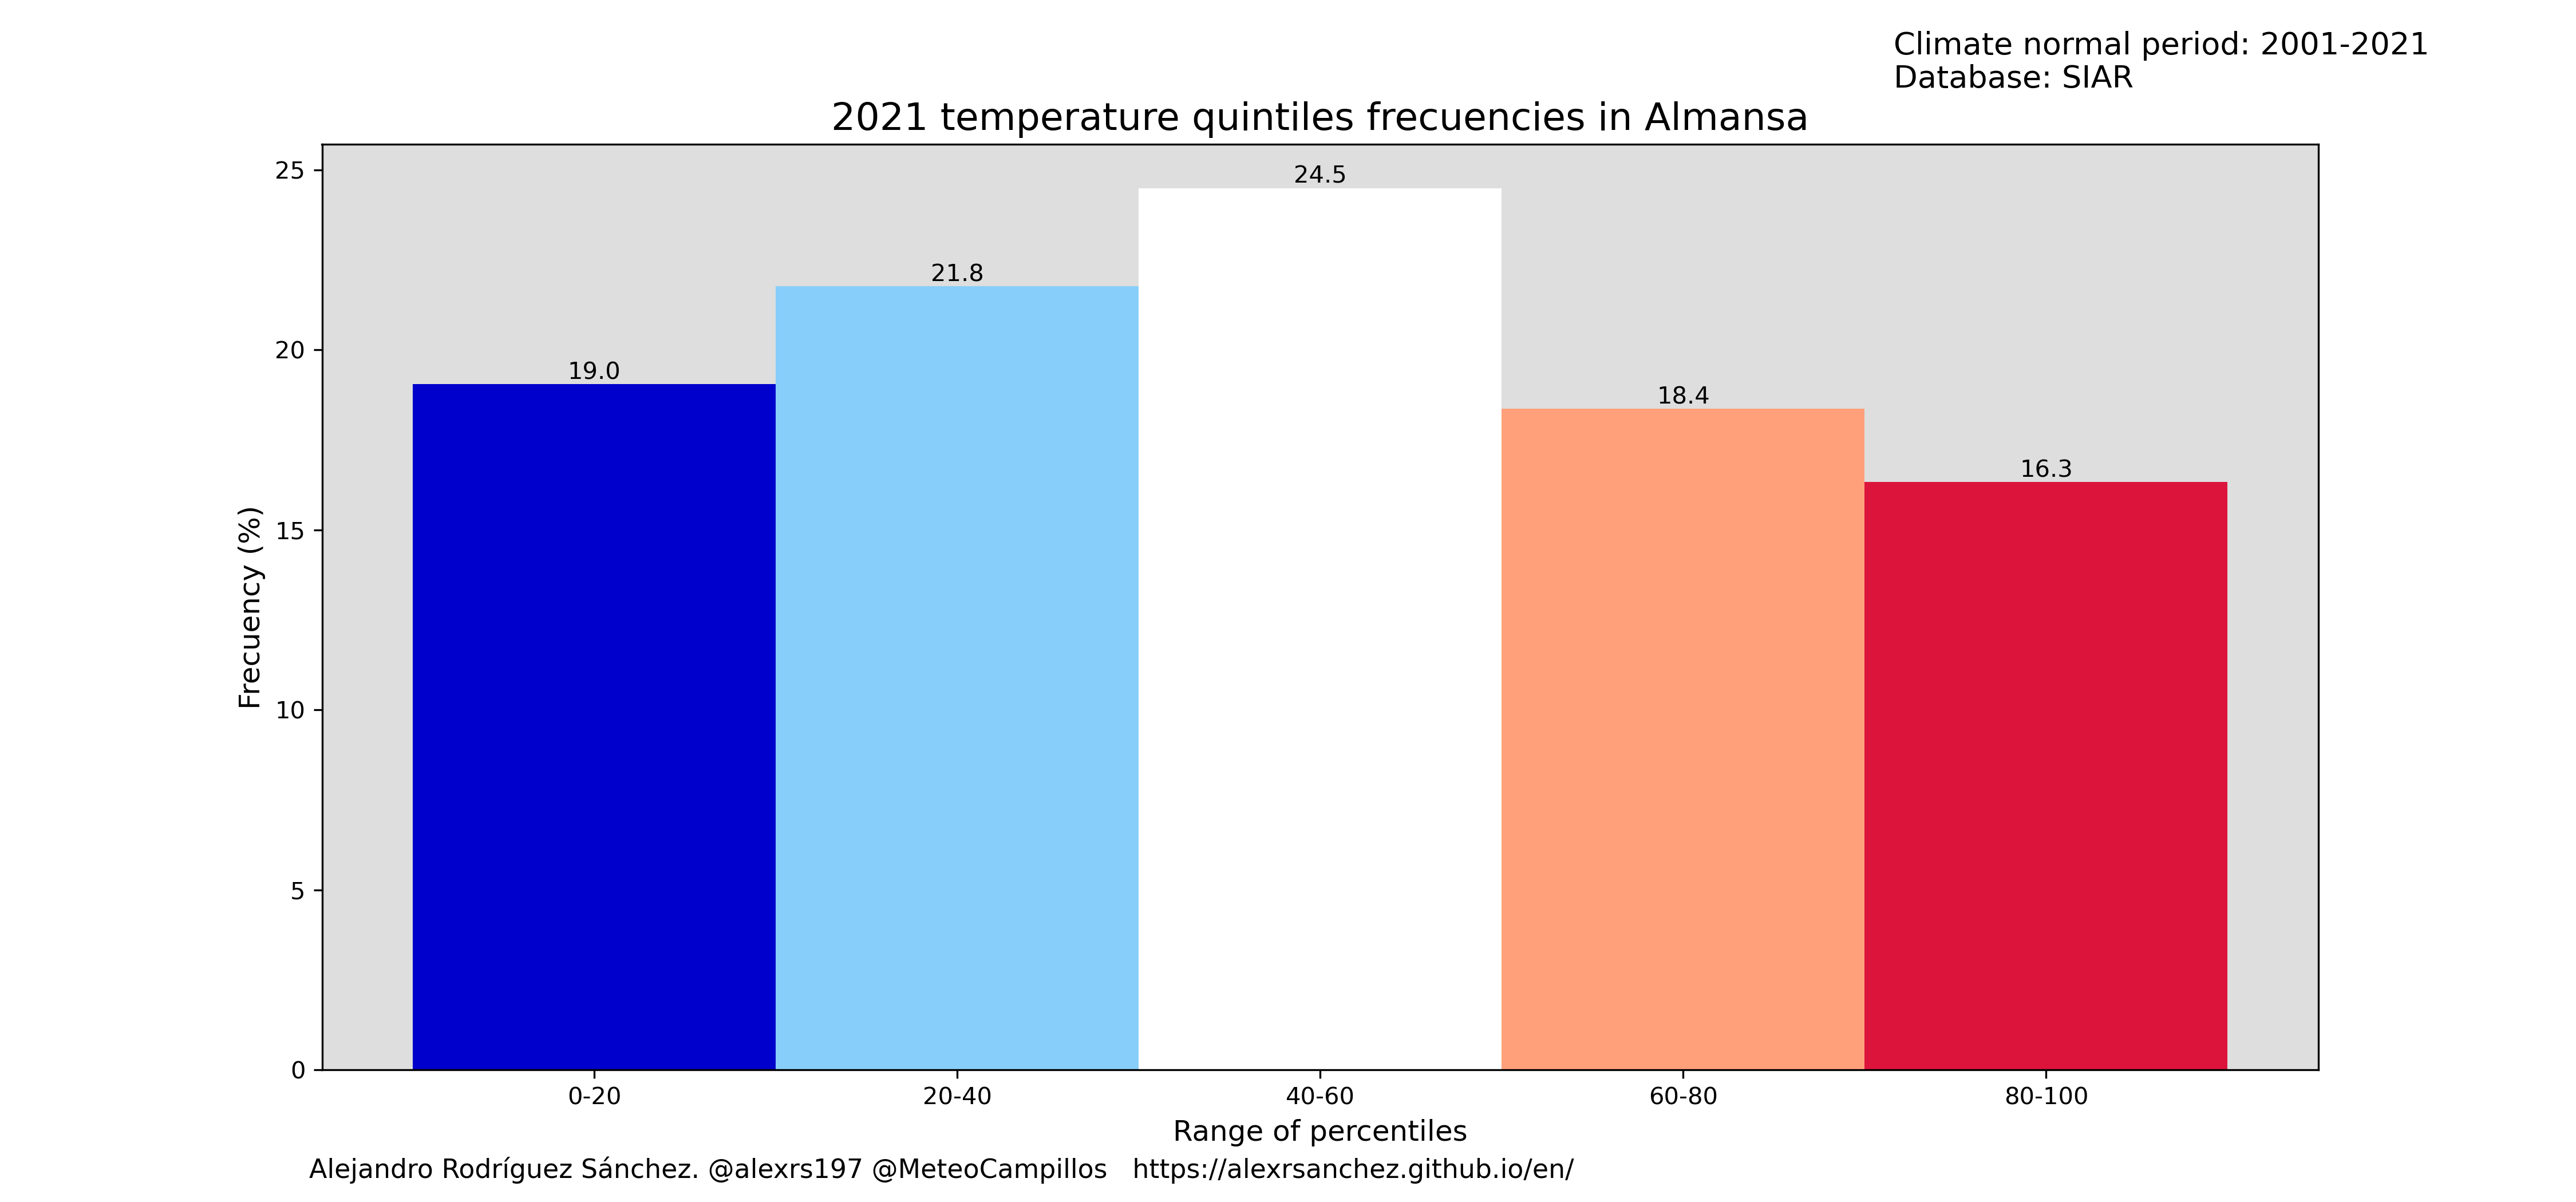 Climate normal period: 2001-2021
Database: SIAR
2021 temperature quintiles frecuencies in Almansa
25
20
15
10
5
0
Frecuency (%)
19.0
21.8
24.5
18.4
16.3
0-20
20-40
40-60
60-80
80-100
Range of percentiles
Alejandro Rodríguez Sánchez. @alexrs197 @MeteoCampillos https://alexrsanchez.github.io/en/